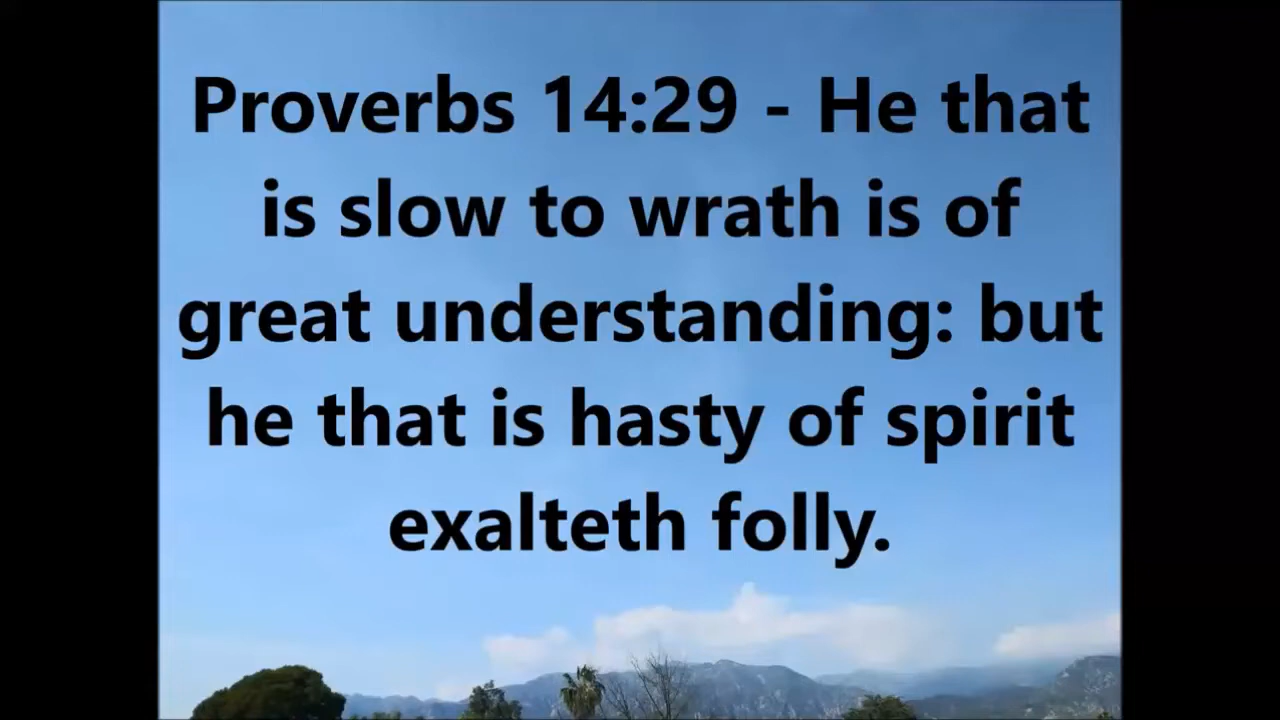 Proverbs 14:29 - He that
is slow to wrath is of
great understanding: but
he that is hasty of spirit
exalteth folly.